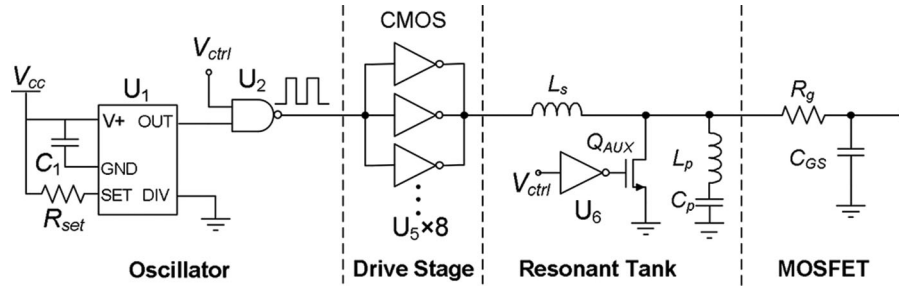 CMOS
V_ctrl
V_cc
U_1
U_2
V+
OUT
C_1
GND
SET
DIV
R_set
U_5×8
L_s
Q_AUX
V_ctrl
U_6
L_p
C_p
R_g
C_GS
Oscillator
Drive Stage
Resonant Tank
MOSFET